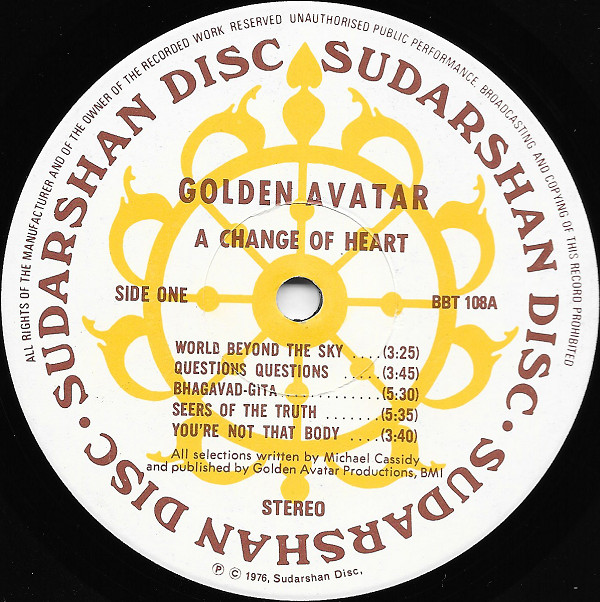 ALL RIGHTS OF THE MANUFACTURER AND OF THE OWNER OF THE RECORDED WORK RESERVED UNAUTHORISED PUBLIC PERFORMANCE, BROADCASTING AND COPYING OF THIS RECORD PROHIBITED
SUDARSHAN DISC SUDARSHAN DISC · SUDARSHAN DISC ·
GOLDEN AVATAR
A CHANGE OF HEART
SIDE ONE BBT 108A
WORLD BEYOND THE SKY ....(3:25)
QUESTIONS QUESTIONS ....(3:45)
BHAGAVAD-GITA ............(5:30)
SEERS OF THE TRUTH .......(5:35)
YOU'RE NOT THAT BODY ....(3:40)
All selections written by Michael Cassidy
and published by Golden Avatar Productions, BMI
STEREO
Ⓟ © 1976, Sudarshan Disc,